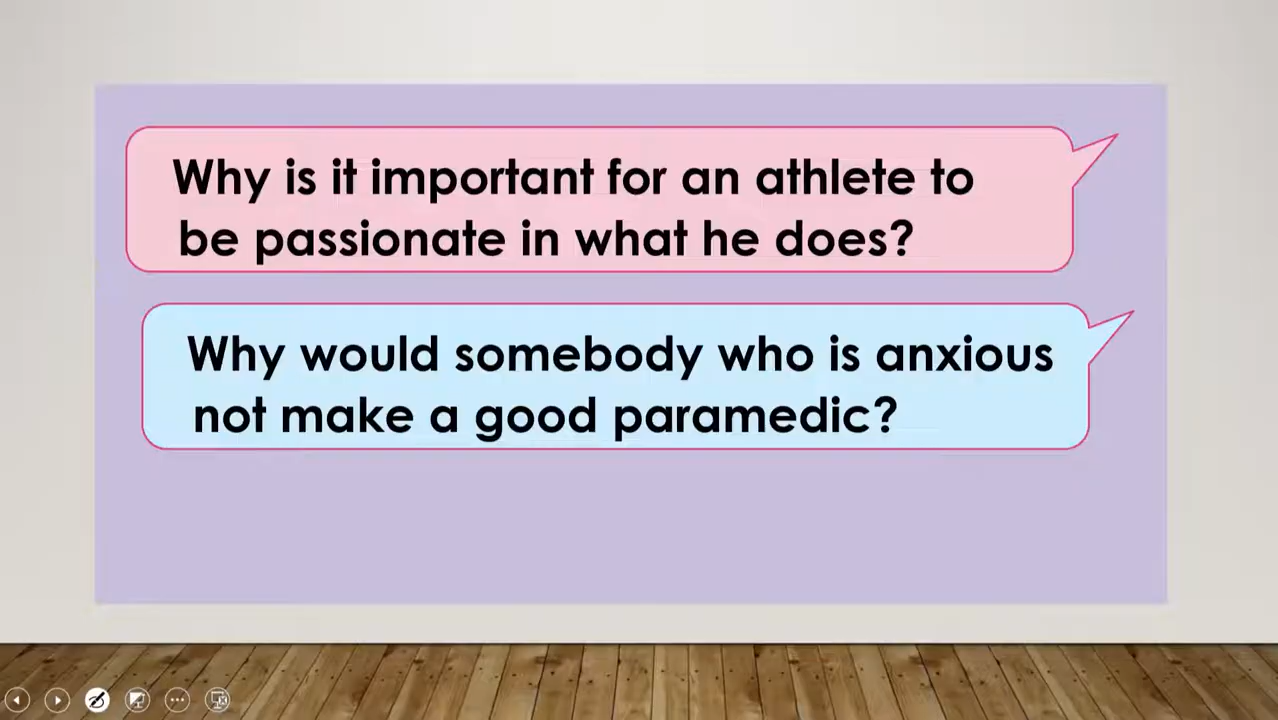 Why is it important for an athlete to
be passionate in what he does?
Why would somebody who is anxious
not make a good paramedic?